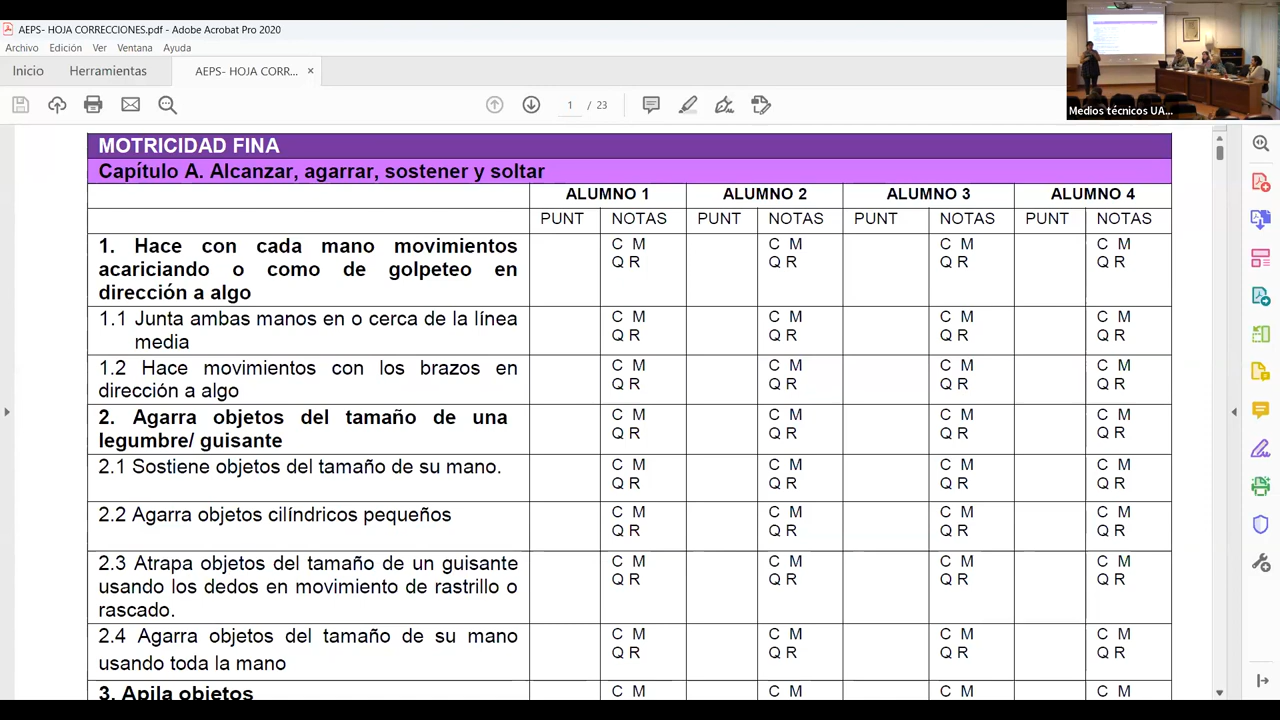 AEPS- HOJA CORRECCIONES.pdf - Adobe Acrobat Pro 2020
Archivo Edición Ver Ventana Ayuda
Inicio Herramientas AEPS- HOJA CORR... ×
1 / 23
Medios técnicos UA...
MOTRICIDAD FINA
Capítulo A. Alcanzar, agarrar, sostener y soltar
ALUMNO 1 ALUMNO 2 ALUMNO 3 ALUMNO 4
PUNT NOTAS PUNT NOTAS PUNT NOTAS PUNT NOTAS
1. Hace con cada mano movimientos C M C M C M C M
acariciando o como de golpeteo en Q R Q R Q R Q R
dirección a algo
1.1 Junta ambas manos en o cerca de la línea C M C M C M C M
media Q R Q R Q R Q R
1.2 Hace movimientos con los brazos en C M C M C M C M
dirección a algo Q R Q R Q R Q R
2. Agarra objetos del tamaño de una C M C M C M C M
legumbre/ guisante Q R Q R Q R Q R
2.1 Sostiene objetos del tamaño de su mano. C M C M C M C M
Q R Q R Q R Q R
2.2 Agarra objetos cilíndricos pequeños C M C M C M C M
Q R Q R Q R Q R
2.3 Atrapa objetos del tamaño de un guisante C M C M C M C M
usando los dedos en movimiento de rastrillo o Q R Q R Q R Q R
rascado.
2.4 Agarra objetos del tamaño de su mano C M C M C M C M
usando toda la mano Q R Q R Q R Q R
3. Apila objetos C M C M C M C M